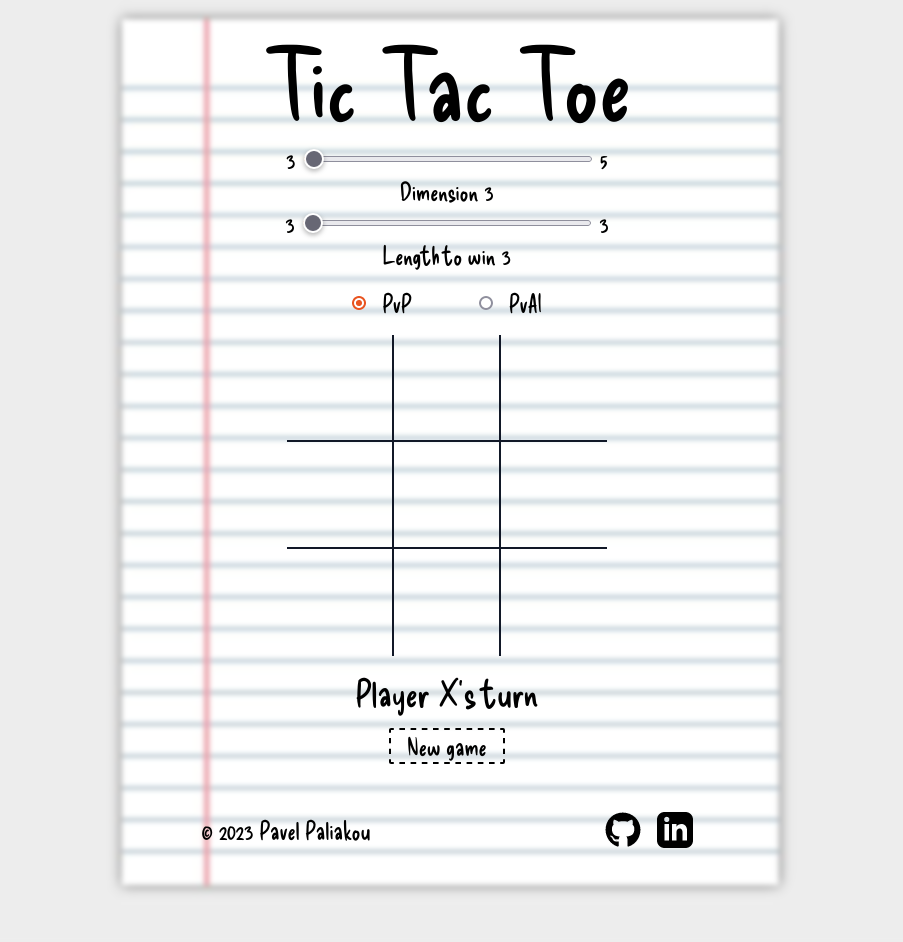 Tic Tac Toe
3 5
Dimension 3
3 3
Length to win 3
PvP PvAI
Player X's turn
New game
© 2023 Pavel Paliakou
in